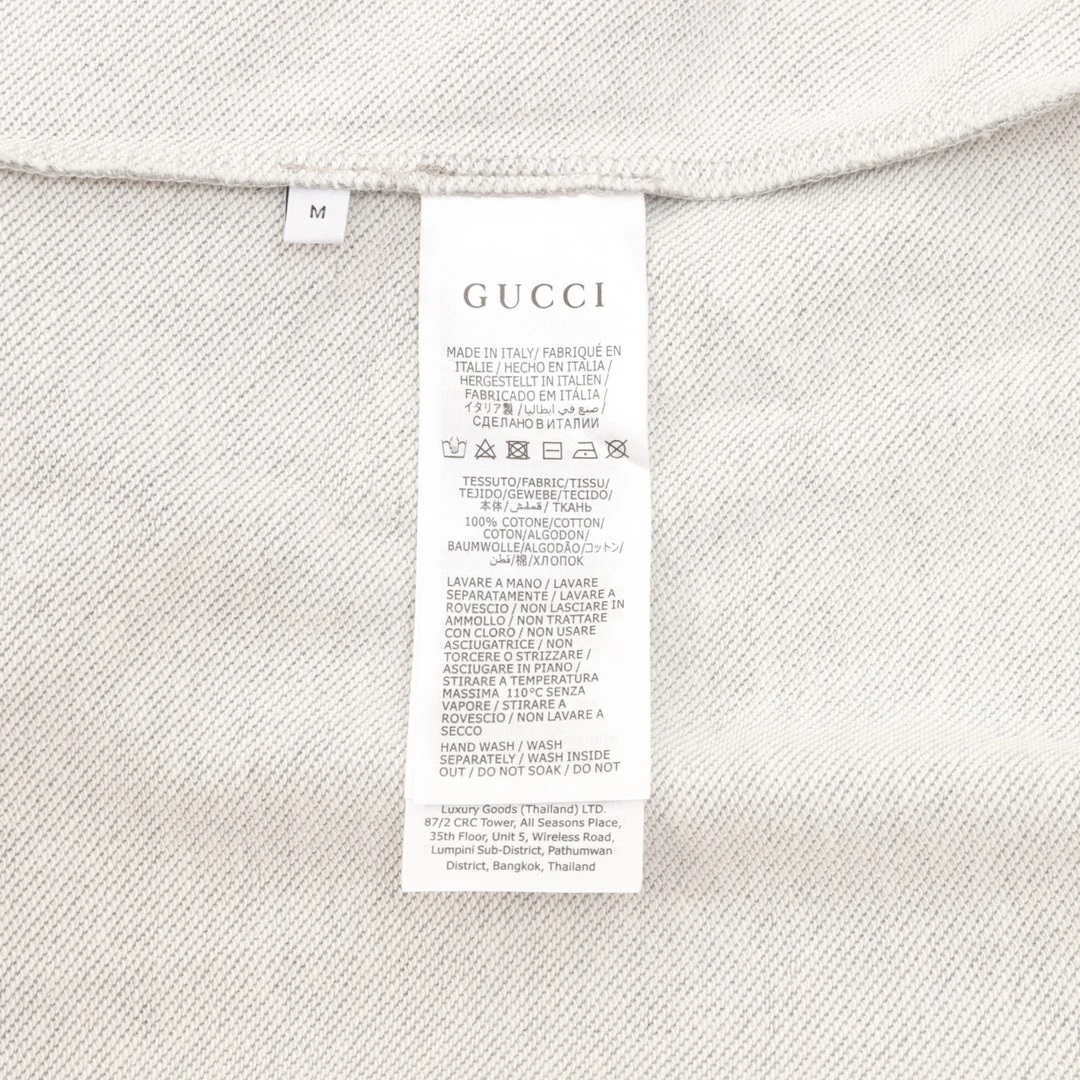 M
GUCCI
MADE IN ITALY/ FABRIQUÉ EN
ITALIE / HECHO EN ITALIA /
HERGESTELLT IN ITALIEN /
FABRICADO EM ITÁLIA /
イタリア製 / صنع في ايطاليا /
СДЕЛАНО В ИТАЛИИ
TESSUTO/FABRIC/TISSU/
TEJIDO/GEWEBE/TECIDO/
本体/قملش/ ТКАНЬ
100% COTONE/COTTON/
COTON/ALGODON/
BAUMWOLLE/ALGODÃO/コットン/
قطن/棉/ХЛОПОК
LAVARE A MANO / LAVARE
SEPARATAMENTE / LAVARE A
ROVESCIO / NON LASCIARE IN
AMMOLLO / NON TRATTARE
CON CLORO / NON USARE
ASCIUGATRICE / NON
TORCERE O STRIZZARE /
ASCIUGARE IN PIANO /
STIRARE A TEMPERATURA
MASSIMA 110°C SENZA
VAPORE / STIRARE A
ROVESCIO / NON LAVARE A
SECCO
HAND WASH / WASH
SEPARATELY / WASH INSIDE
OUT / DO NOT SOAK / DO NOT
Luxury Goods (Thailand) LTD.
87/2 CRC Tower, All Seasons Place,
35th Floor, Unit 5, Wireless Road,
Lumpini Sub-District, Pathumwan
District, Bangkok, Thailand